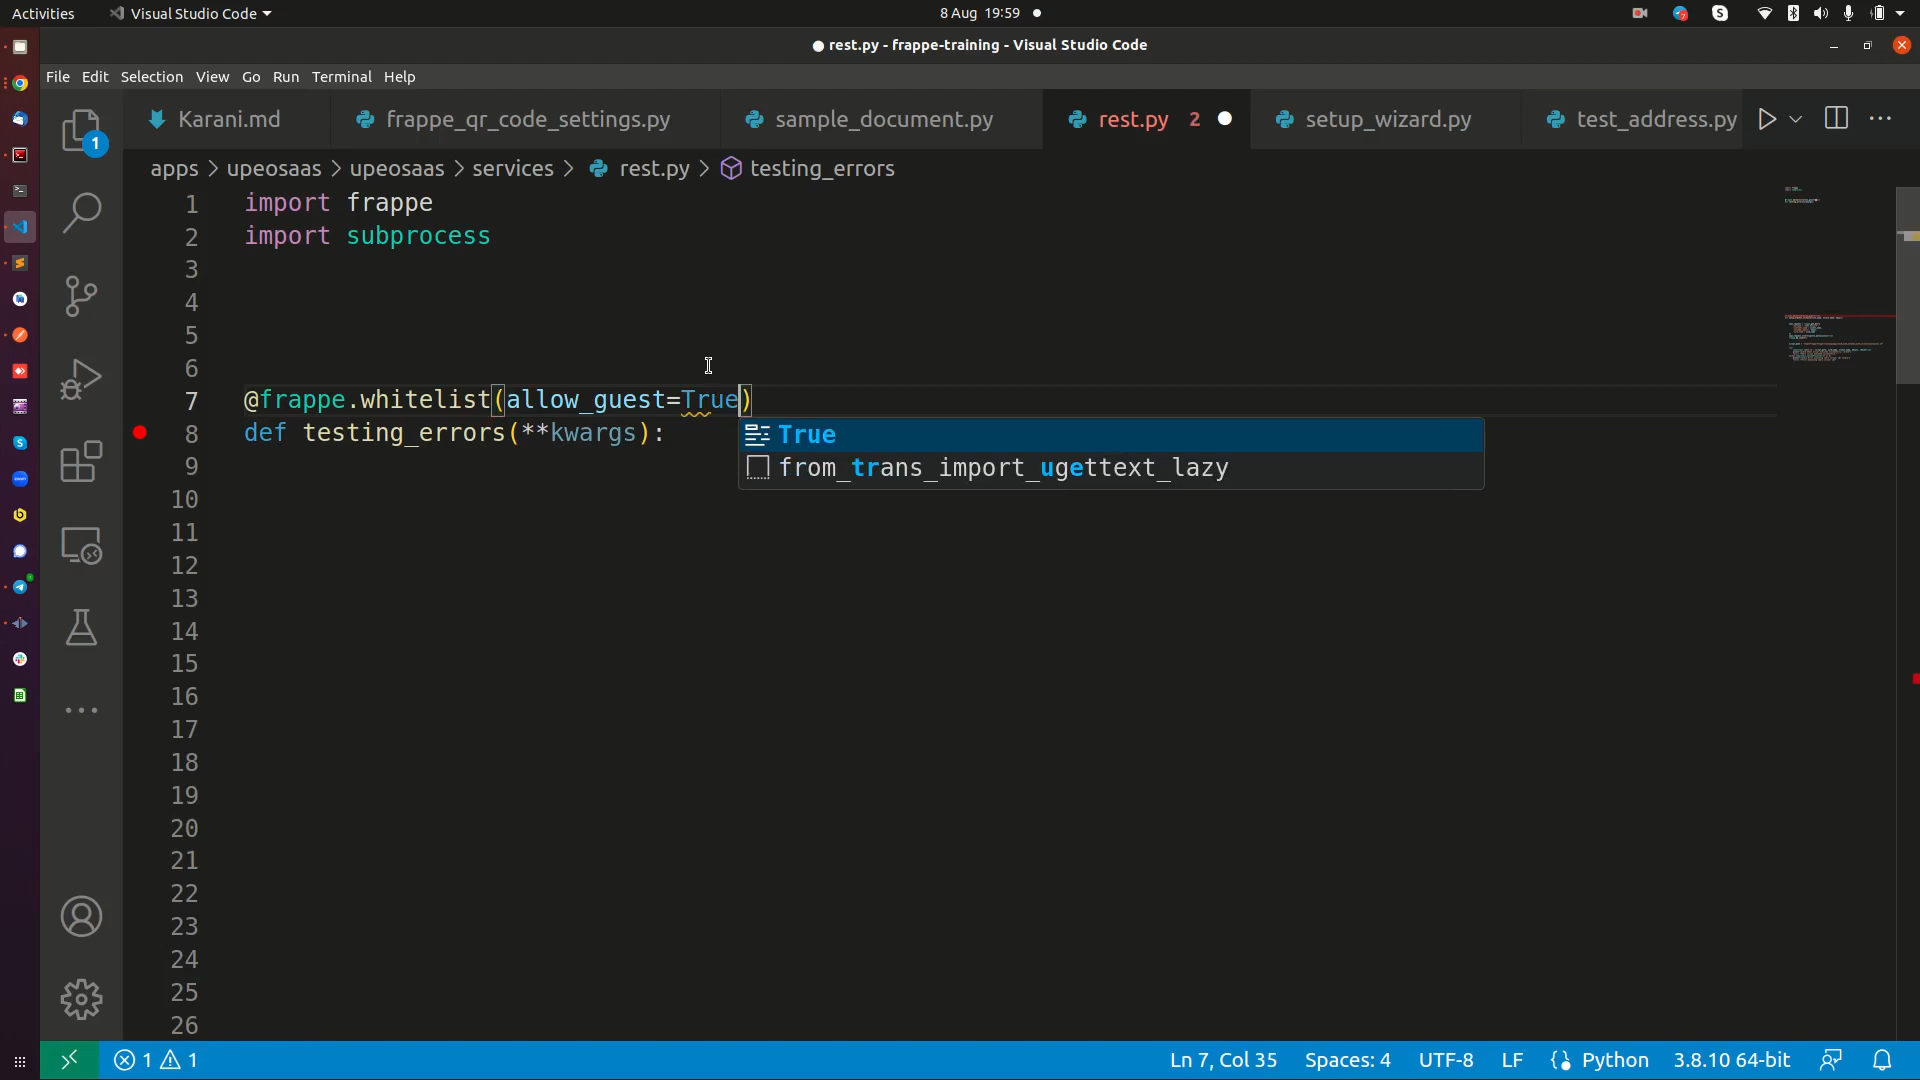 Activities Visual Studio Code 8 Aug 19:59
rest.py - frappe-training - Visual Studio Code
File Edit Selection View Go Run Terminal Help
Karani.md frappe_qr_code_settings.py sample_document.py rest.py 2 setup_wizard.py test_address.py
apps > upeosaas > upeosaas > services > rest.py > testing_errors
1
1 import frappe
2 import subprocess
3
4
5
6
7 @frappe.whitelist(allow_guest=True)
8 def testing_errors(**kwargs):
True
from_trans_import_ugettext_lazy
9
10
11
12
13
14
15
16
17
18
19
20
21
22
23
24
25
26
1 1 Ln 7, Col 35 Spaces: 4 UTF-8 LF Python 3.8.10 64-bit